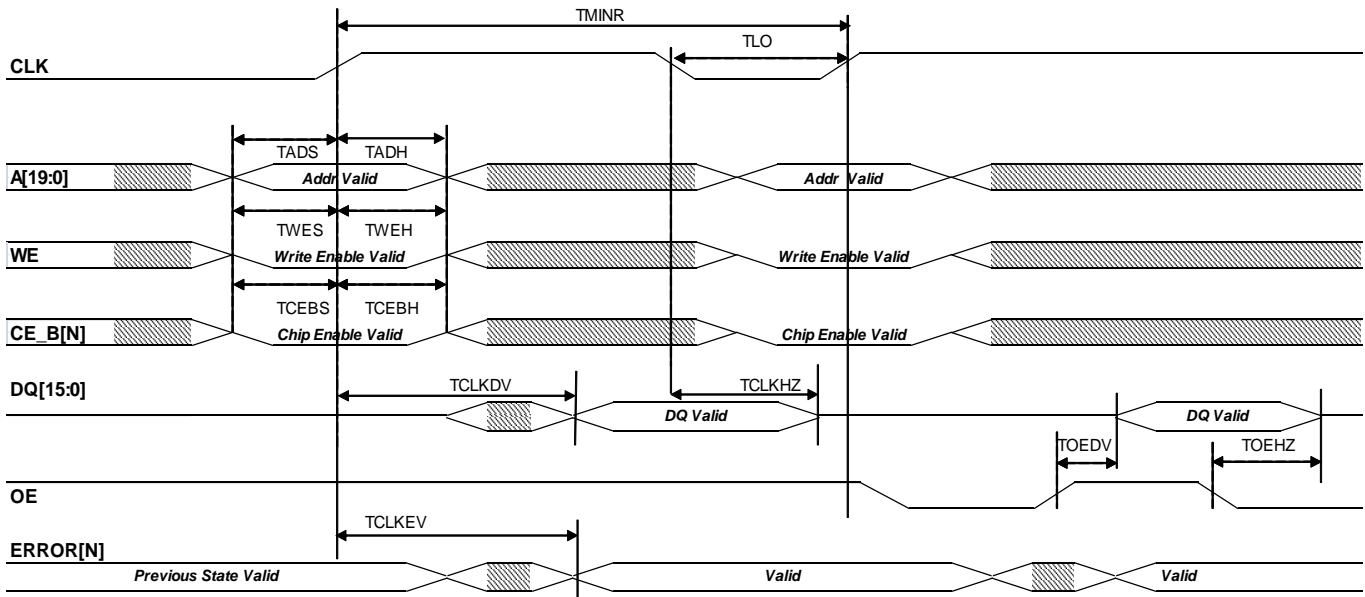 TMINR
TLO
CLK
TADS TADH
A[19:0] Addr Valid Addr Valid
TWES TWEH
WE Write Enable Valid Write Enable Valid
TCEBS TCEBH
CE_B[N] Chip Enable Valid Chip Enable Valid
DQ[15:0] TCLKDV TCLKHZ
DQ Valid DQ Valid
TOEDV TOEHZ
OE
TCLKEV
ERROR[N]
Previous State Valid Valid Valid